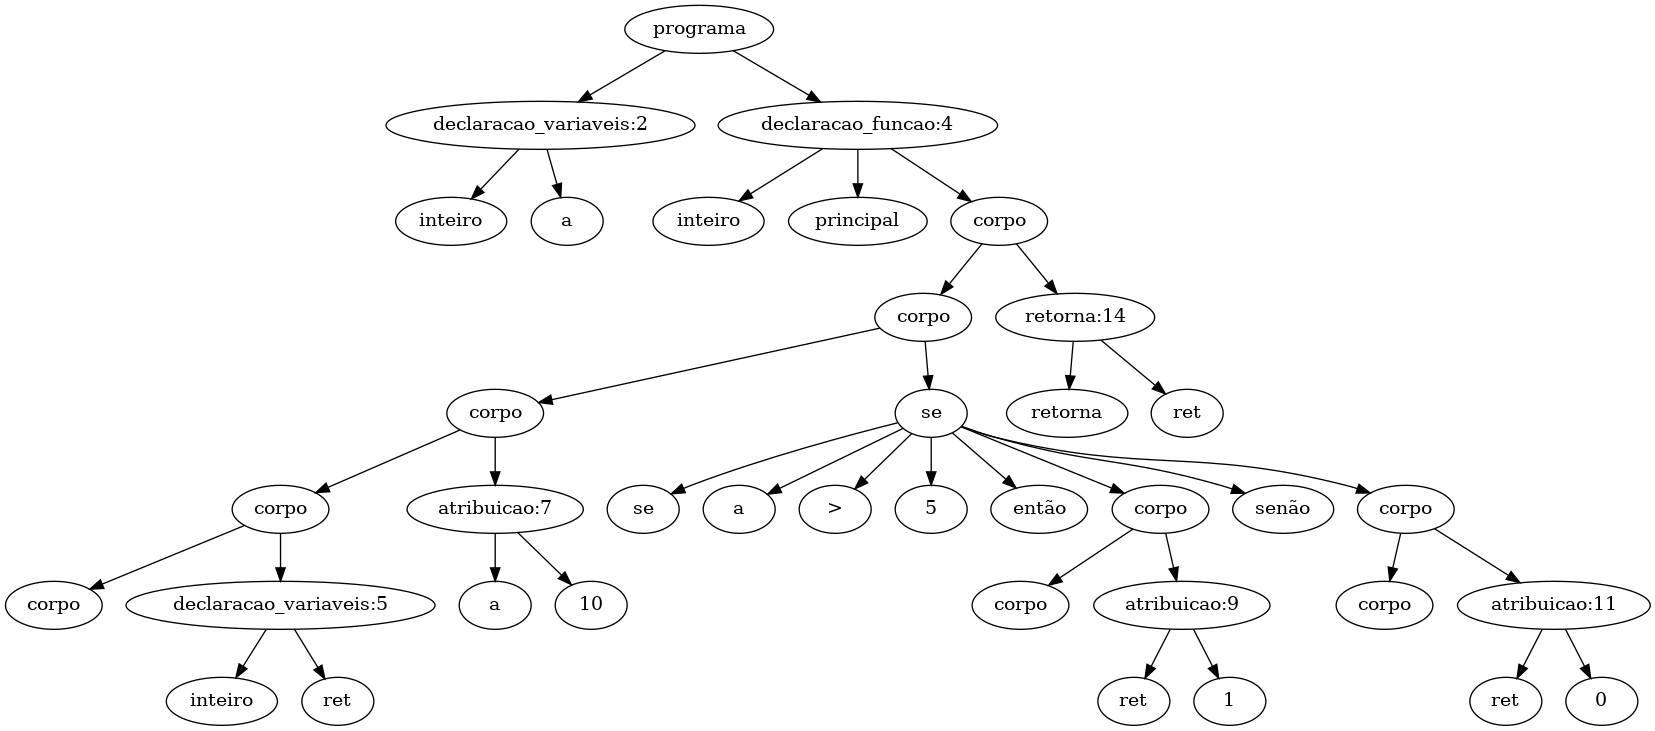 programa
declaracao_variaveis:2
declaracao_funcao:4
inteiro
a
inteiro
principal
corpo
corpo
retorna:14
corpo
se
retorna
ret
corpo
atribuicao:7
se
a
>
5
então
corpo
senão
corpo
corpo
declaracao_variaveis:5
a
10
corpo
atribuicao:9
corpo
atribuicao:11
inteiro
ret
ret
1
ret
0